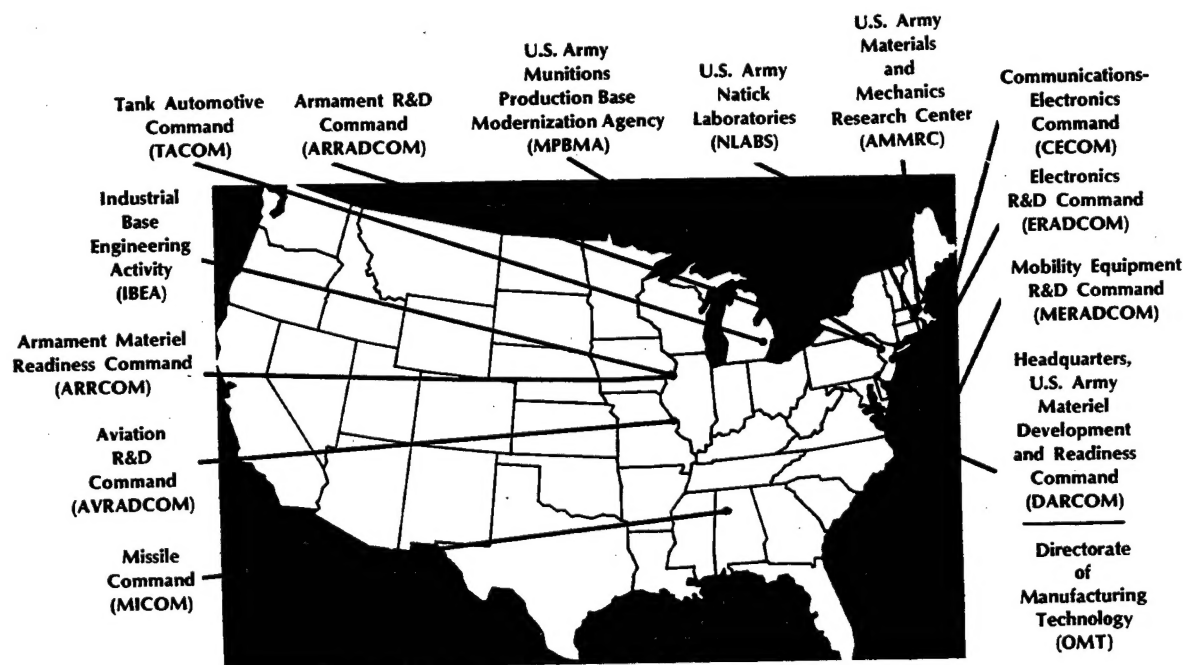 Tank Automotive
Command
(TACOM)
Armament R&D
Command
(ARRADCOM)
U.S. Army
Munitions
Production Base
Modernization Agency
(MPBMA)
U.S. Army
Natick
Laboratories
(NLABS)
U.S. Army
Materials
and
Mechanics
Research Center
(AMMRC)
Communications-
Electronics
Command
(CECOM)
Electronics
R&D Command
(ERADCOM)
Mobility Equipment
R&D Command
(MERADCOM)
Headquarters,
U.S. Army
Materiel
Development
and Readiness
Command
(DARCOM)
Directorate
of
Manufacturing
Technology
(OMT)
Industrial
Base
Engineering
Activity
(IBEA)
Armament Materiel
Readiness Command
(ARRCOM)
Aviation
R&D
Command
(AVRADCOM)
Missile
Command
(MICOM)